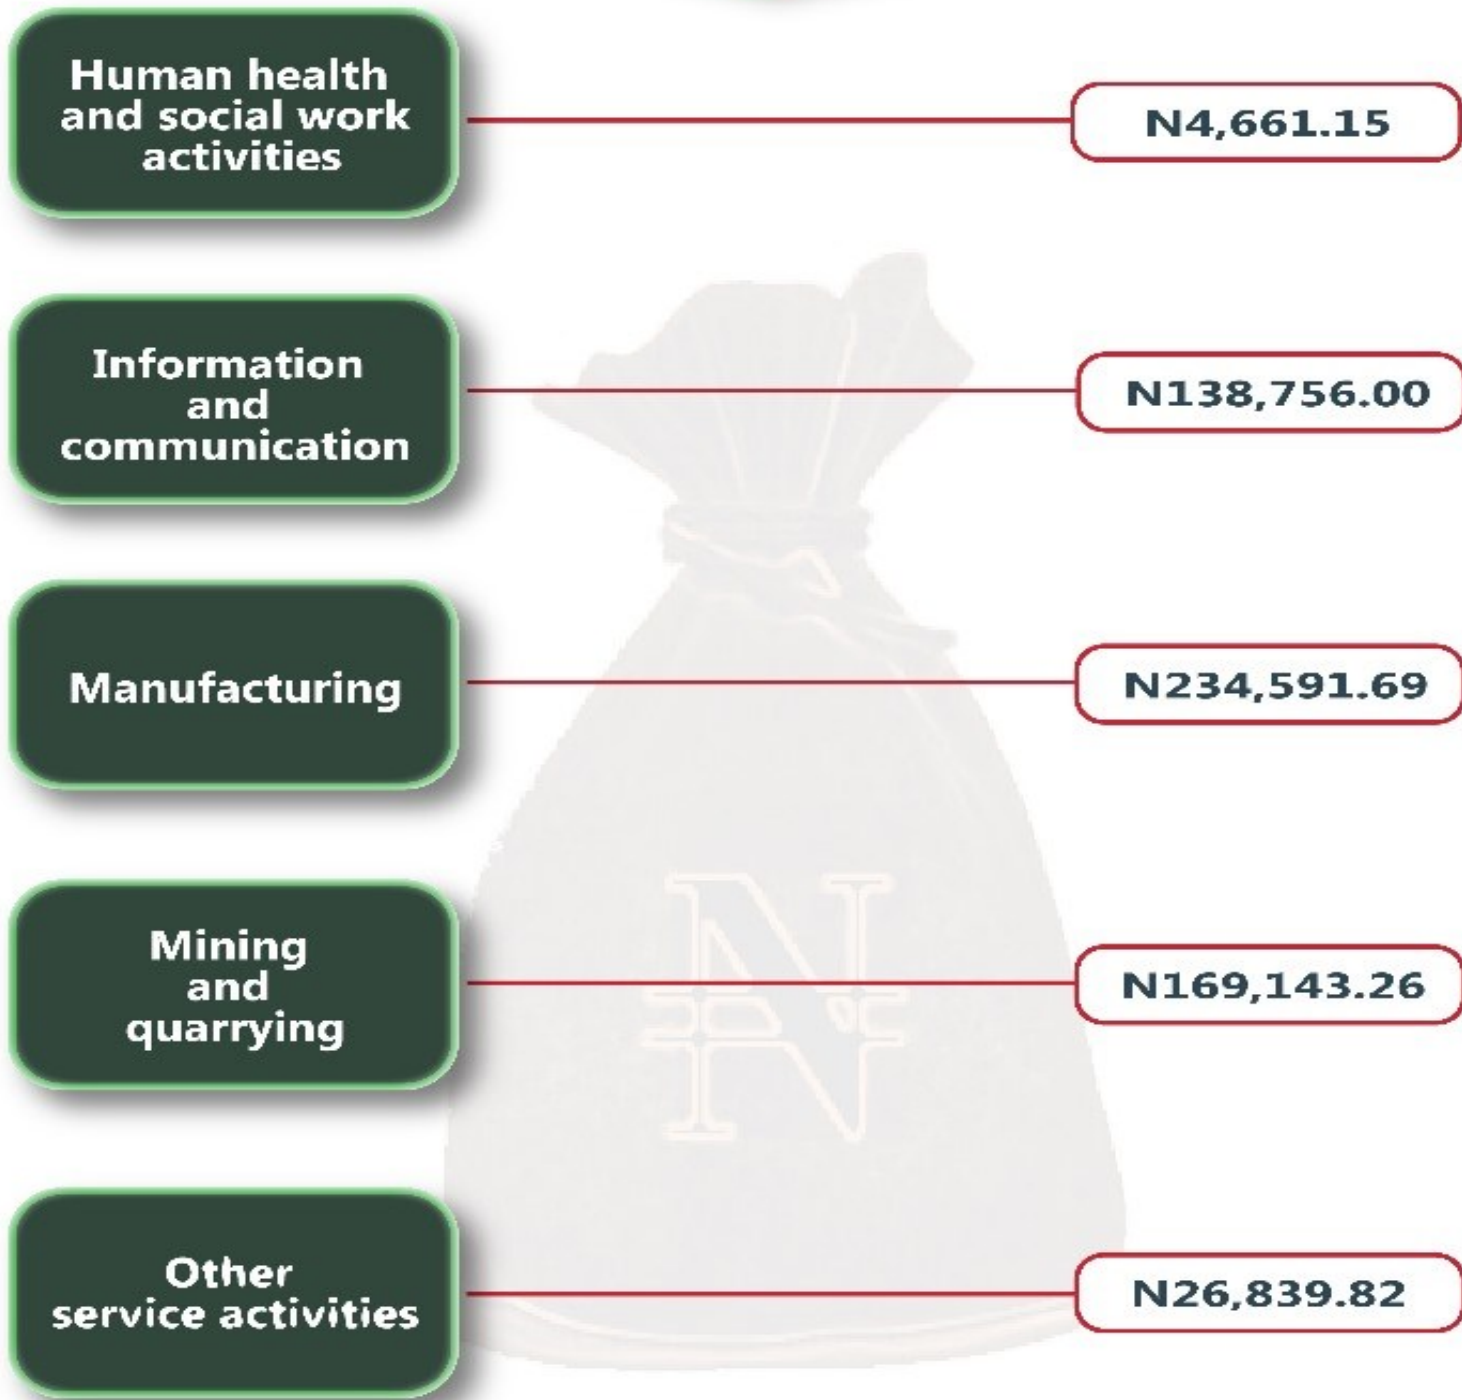 Human health
and social work
activities
N4,661.15
Information
and
communication
N138,756.00
Manufacturing
N234,591.69
Mining
and
quarrying
N169,143.26
₦
Other
service activities
N26,839.82